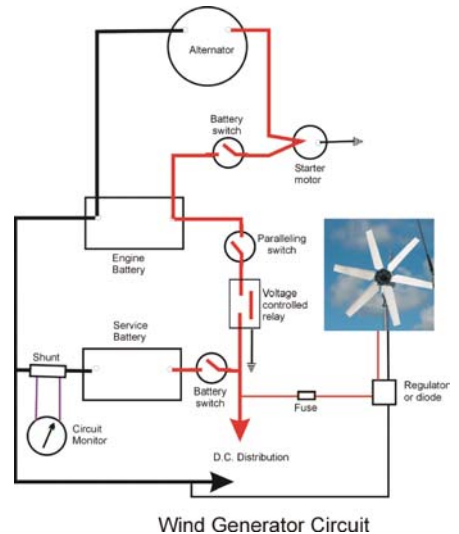 Alternator
Battery
switch
Starter
motor
Paralleling
switch
Engine
Battery
Voltage
controlled
relay
Service
Battery
Shunt
Battery
switch
Fuse
Regulator
or diode
Circuit
Monitor
D.C. Distribution
Wind Generator Circuit